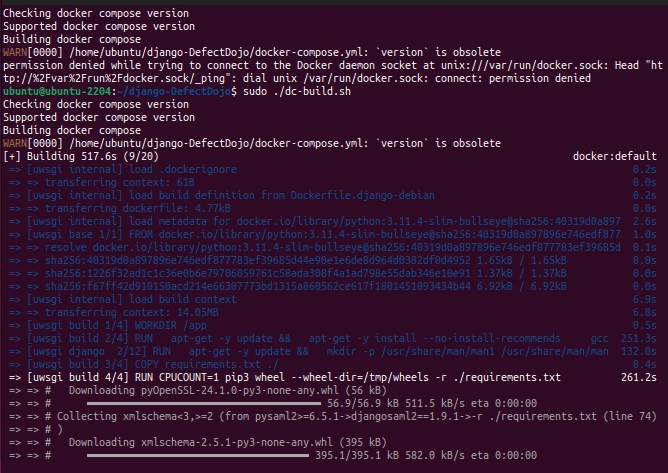 Checking docker compose version
Supported docker compose version
Building docker compose
WARN[0000] /home/ubuntu/django-DefectDojo/docker-compose.yml: `version` is obsolete
permission denied while trying to connect to the Docker daemon socket at unix:///var/run/docker.sock: Head "ht
tp://%2Fvar%2Frun%2Fdocker.sock/_ping": dial unix /var/run/docker.sock: connect: permission denied
ubuntu@ubuntu-2204:~/django-DefectDojo$ sudo ./dc-build.sh
Checking docker compose version
Supported docker compose version
Building docker compose
WARN[0000] /home/ubuntu/django-DefectDojo/docker-compose.yml: `version` is obsolete
[+] Building 517.6s (9/20) docker:default
=> [uwsgi internal] load .dockerignore 0.2s
=> => transferring context: 61B 0.0s
=> [uwsgi internal] load build definition from Dockerfile.django-debian 0.2s
=> => transferring dockerfile: 4.77kB 0.0s
=> [uwsgi internal] load metadata for docker.io/library/python:3.11.4-slim-bullseye@sha256:40319d0a897 2.6s
=> [uwsgi base 1/1] FROM docker.io/library/python:3.11.4-slim-bullseye@sha256:40319d0a897896e746edf877 1.0s
=> => resolve docker.io/library/python:3.11.4-slim-bullseye@sha256:40319d0a897896e746edf877783ef39685d 0.1s
=> => sha256:40319d0a897896e746edf877783ef39685d44e90e1e6de8d964d0382df0d4952 1.65kB / 1.65kB 0.0s
=> => sha256:1226f32ad1c1c36e0b6e79706059761c58ada308f4a1ad798e55dab346e10e91 1.37kB / 1.37kB 0.0s
=> => sha256:f67ff42d910150acd214e66307773bd1315a860562ce617f1801451093434b44 6.92kB / 6.92kB 0.0s
=> [uwsgi internal] load build context 6.9s
=> => transferring context: 14.05MB 6.8s
=> [uwsgi build 1/4] WORKDIR /app 0.5s
=> [uwsgi build 2/4] RUN apt-get -y update && apt-get -y install --no-install-recommends gcc 251.3s
=> [uwsgi django 2/12] RUN apt-get -y update && mkdir -p /usr/share/man/man1 /usr/share/man/man 132.0s
=> [uwsgi build 3/4] COPY requirements.txt ./ 0.4s
=> [uwsgi build 4/4] RUN CPUCOUNT=1 pip3 wheel --wheel-dir=/tmp/wheels -r ./requirements.txt 261.2s
=> => # Downloading pyOpenSSL-24.1.0-py3-none-any.whl (56 kB)
=> => # 56.9/56.9 kB 511.5 kB/s eta 0:00:00
=> => # Collecting xmlschema<3,>=2 (from pysaml2>=6.5.1->djangosaml2==1.9.1->-r ./requirements.txt (line 74)
=> => # )
=> => # Downloading xmlschema-2.5.1-py3-none-any.whl (395 kB)
=> => # 395.1/395.1 kB 582.0 kB/s eta 0:00:00